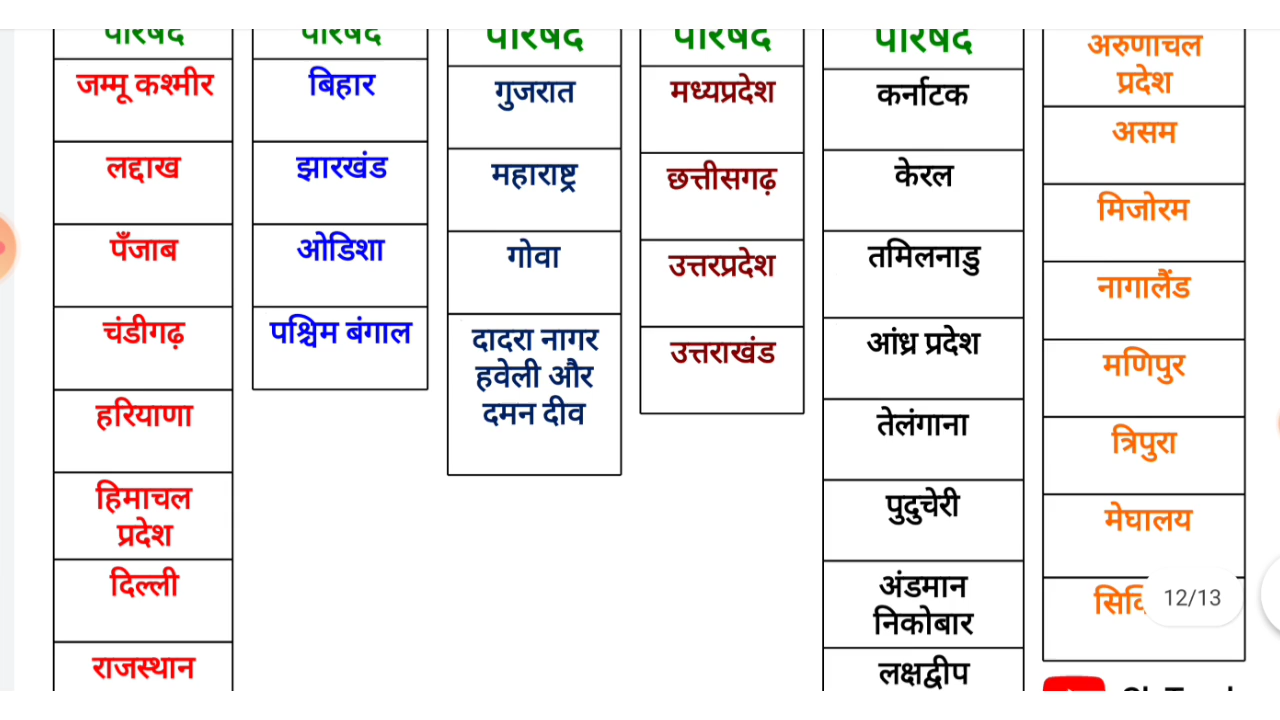 परिषद
जम्मू कश्मीर
लद्दाख
पँजाब
चंडीगढ़
हरियाणा
हिमाचल
प्रदेश
दिल्ली
राजस्थान
परिषद
बिहार
झारखंड
ओडिशा
पश्चिम बंगाल
परिषद
गुजरात
महाराष्ट्र
गोवा
दादरा नागर
हवेली और
दमन दीव
परिषद
मध्यप्रदेश
छत्तीसगढ़
उत्तरप्रदेश
उत्तराखंड
परिषद
कर्नाटक
केरल
तमिलनाडु
आंध्र प्रदेश
तेलंगाना
पुदुचेरी
अंडमान
निकोबार
लक्षद्वीप
अरुणाचल
प्रदेश
असम
मिजोरम
नागालैंड
मणिपुर
त्रिपुरा
मेघालय
12/13